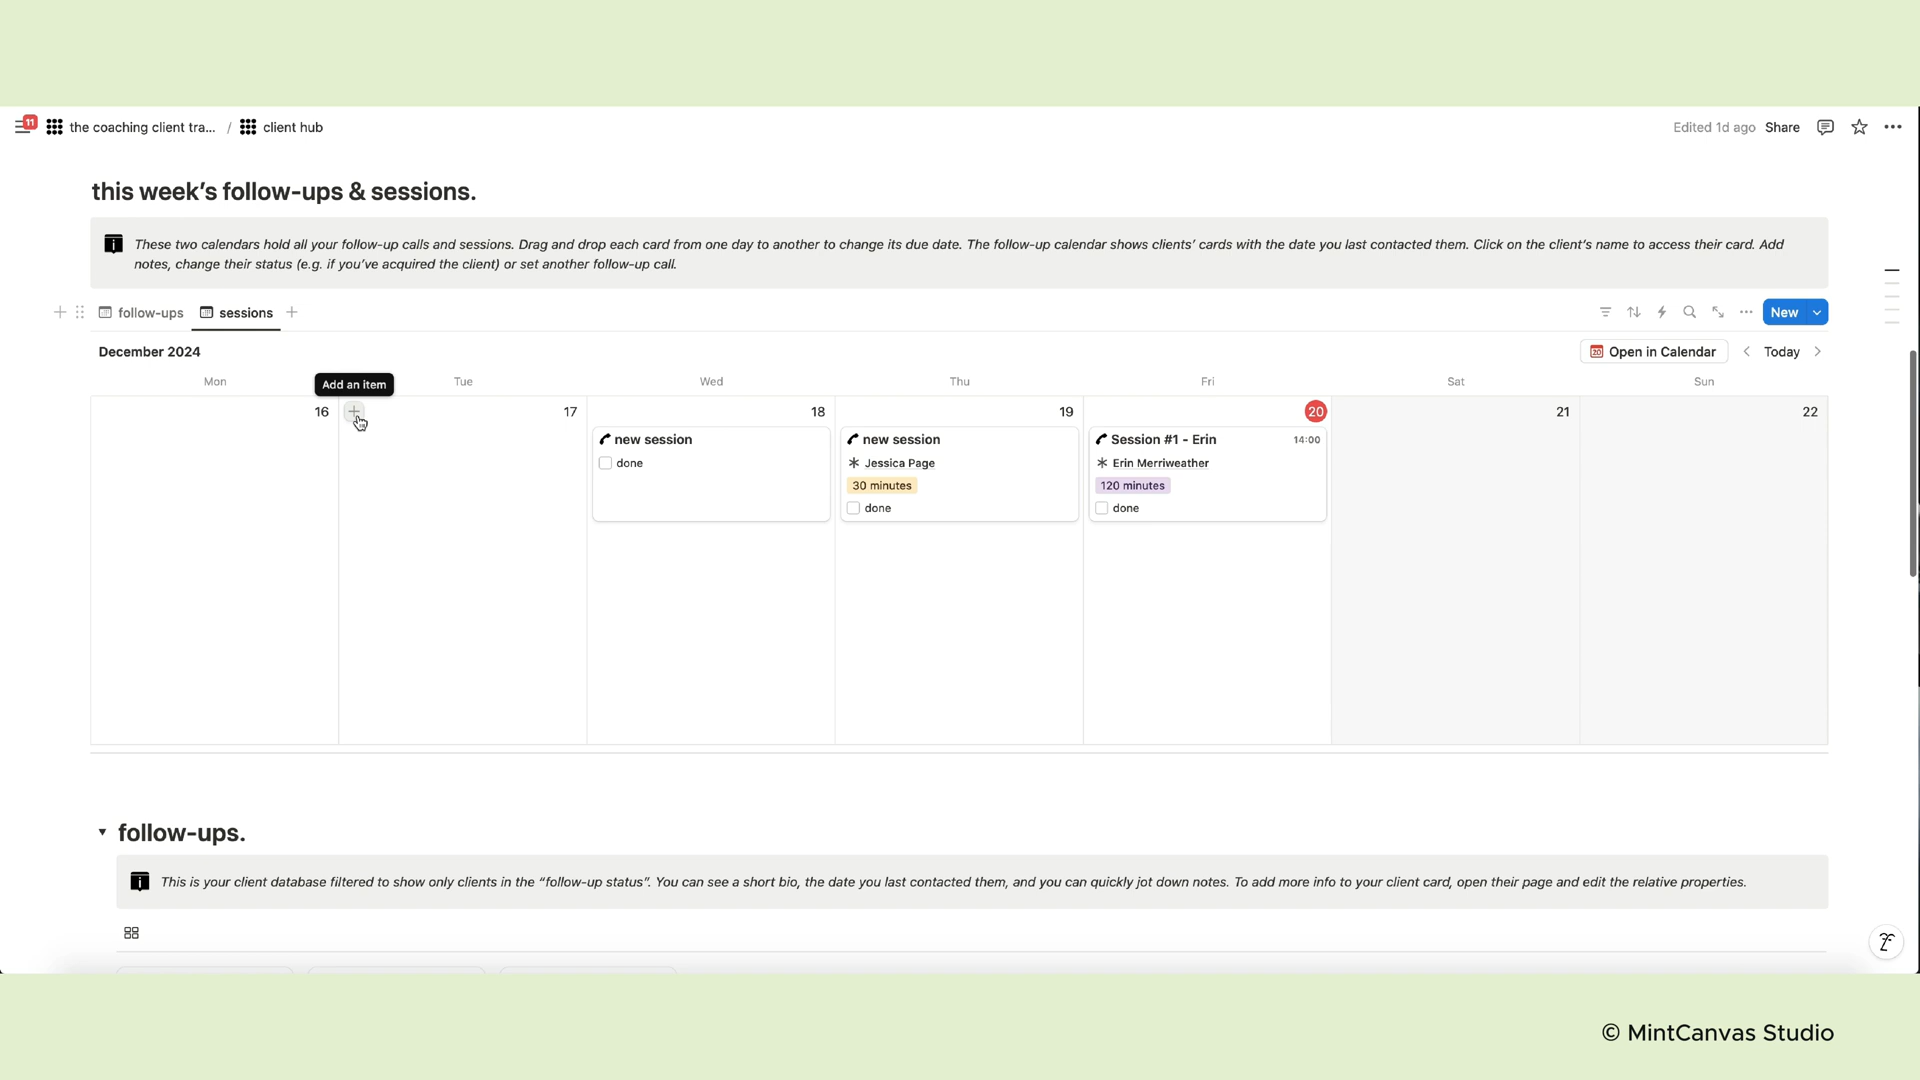 11
the coaching client tra... / client hub
Edited 1d ago Share
this week’s follow-ups & sessions.
These two calendars hold all your follow-up calls and sessions. Drag and drop each card from one day to another to change its due date. The follow-up calendar shows clients’ cards with the date you last contacted them. Click on the client’s name to access their card. Add
notes, change their status (e.g. if you’ve acquired the client) or set another follow-up call.
follow-ups sessions
New
December 2024
20 Open in Calendar Today
Mon Tue Wed Thu Fri Sat Sun
Add an item
16 17 18 19 20 21 22
new session new session Session #1 - Erin 14:00
done Jessica Page Erin Merriweather
30 minutes 120 minutes
done done
follow-ups.
This is your client database filtered to show only clients in the “follow-up status”. You can see a short bio, the date you last contacted them, and you can quickly jot down notes. To add more info to your client card, open their page and edit the relative properties.
© MintCanvas Studio